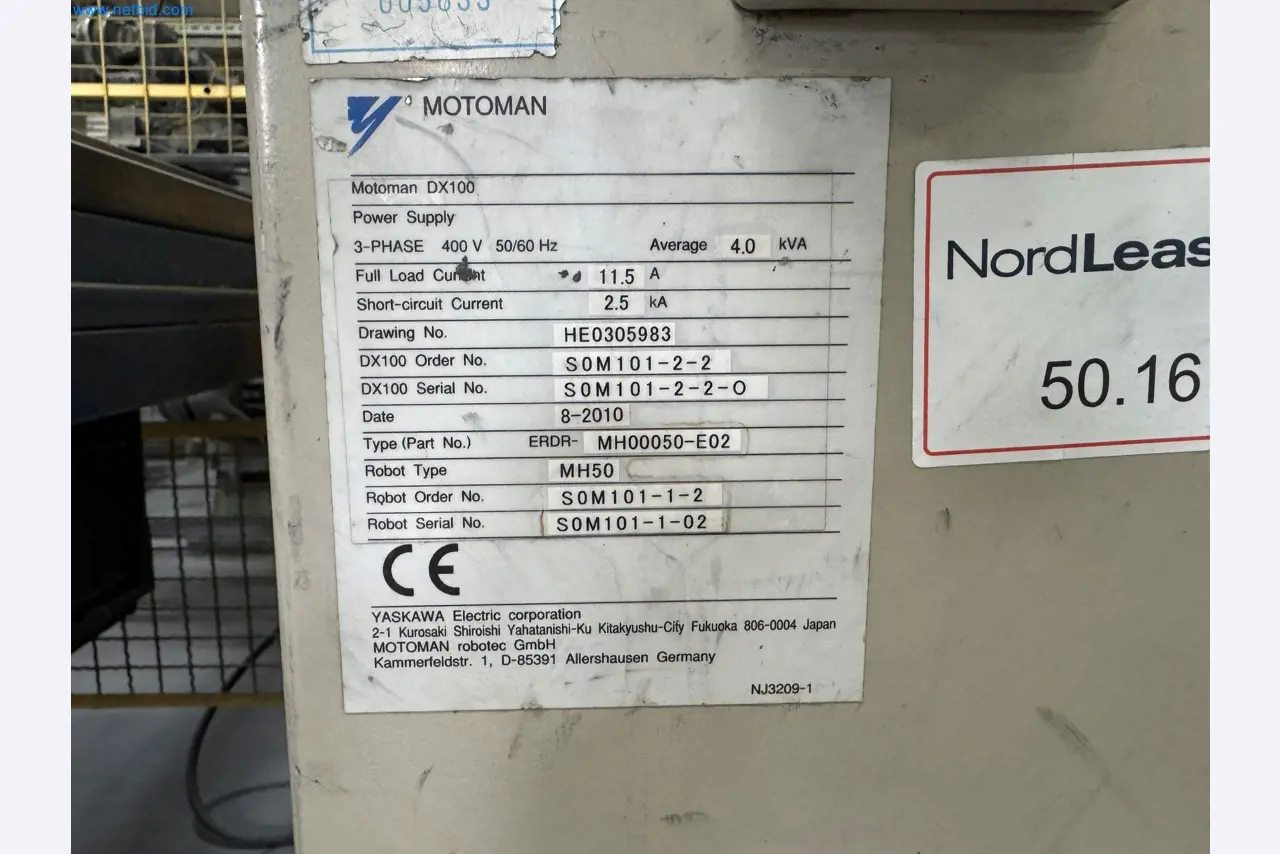 www.netbid.com
005633
MOTOMAN
Motoman DX100
Power Supply
3-PHASE 400 V 50/60 Hz Average 4.0 kVA
Full Load Current 11.5 A
Short-circuit Current 2.5 kA
Drawing No. HE0305983
DX100 Order No. S0M101-2-2
DX100 Serial No. S0M101-2-2-0
Date 8-2010
Type (Part No.) ERDR- MH00050-E02
Robot Type MH50
Robot Order No. S0M101-1-2
Robot Serial No. S0M101-1-02
CE
YASKAWA Electric corporation
2-1 Kurosaki Shiroishi Yahatanishi-Ku Kitakyushu-City Fukuoka 806-0004 Japan
MOTOMAN robotec GmbH
Kammerfeldstr. 1, D-85391 Allershausen Germany
NJ3209-1
NordLeas
50.16